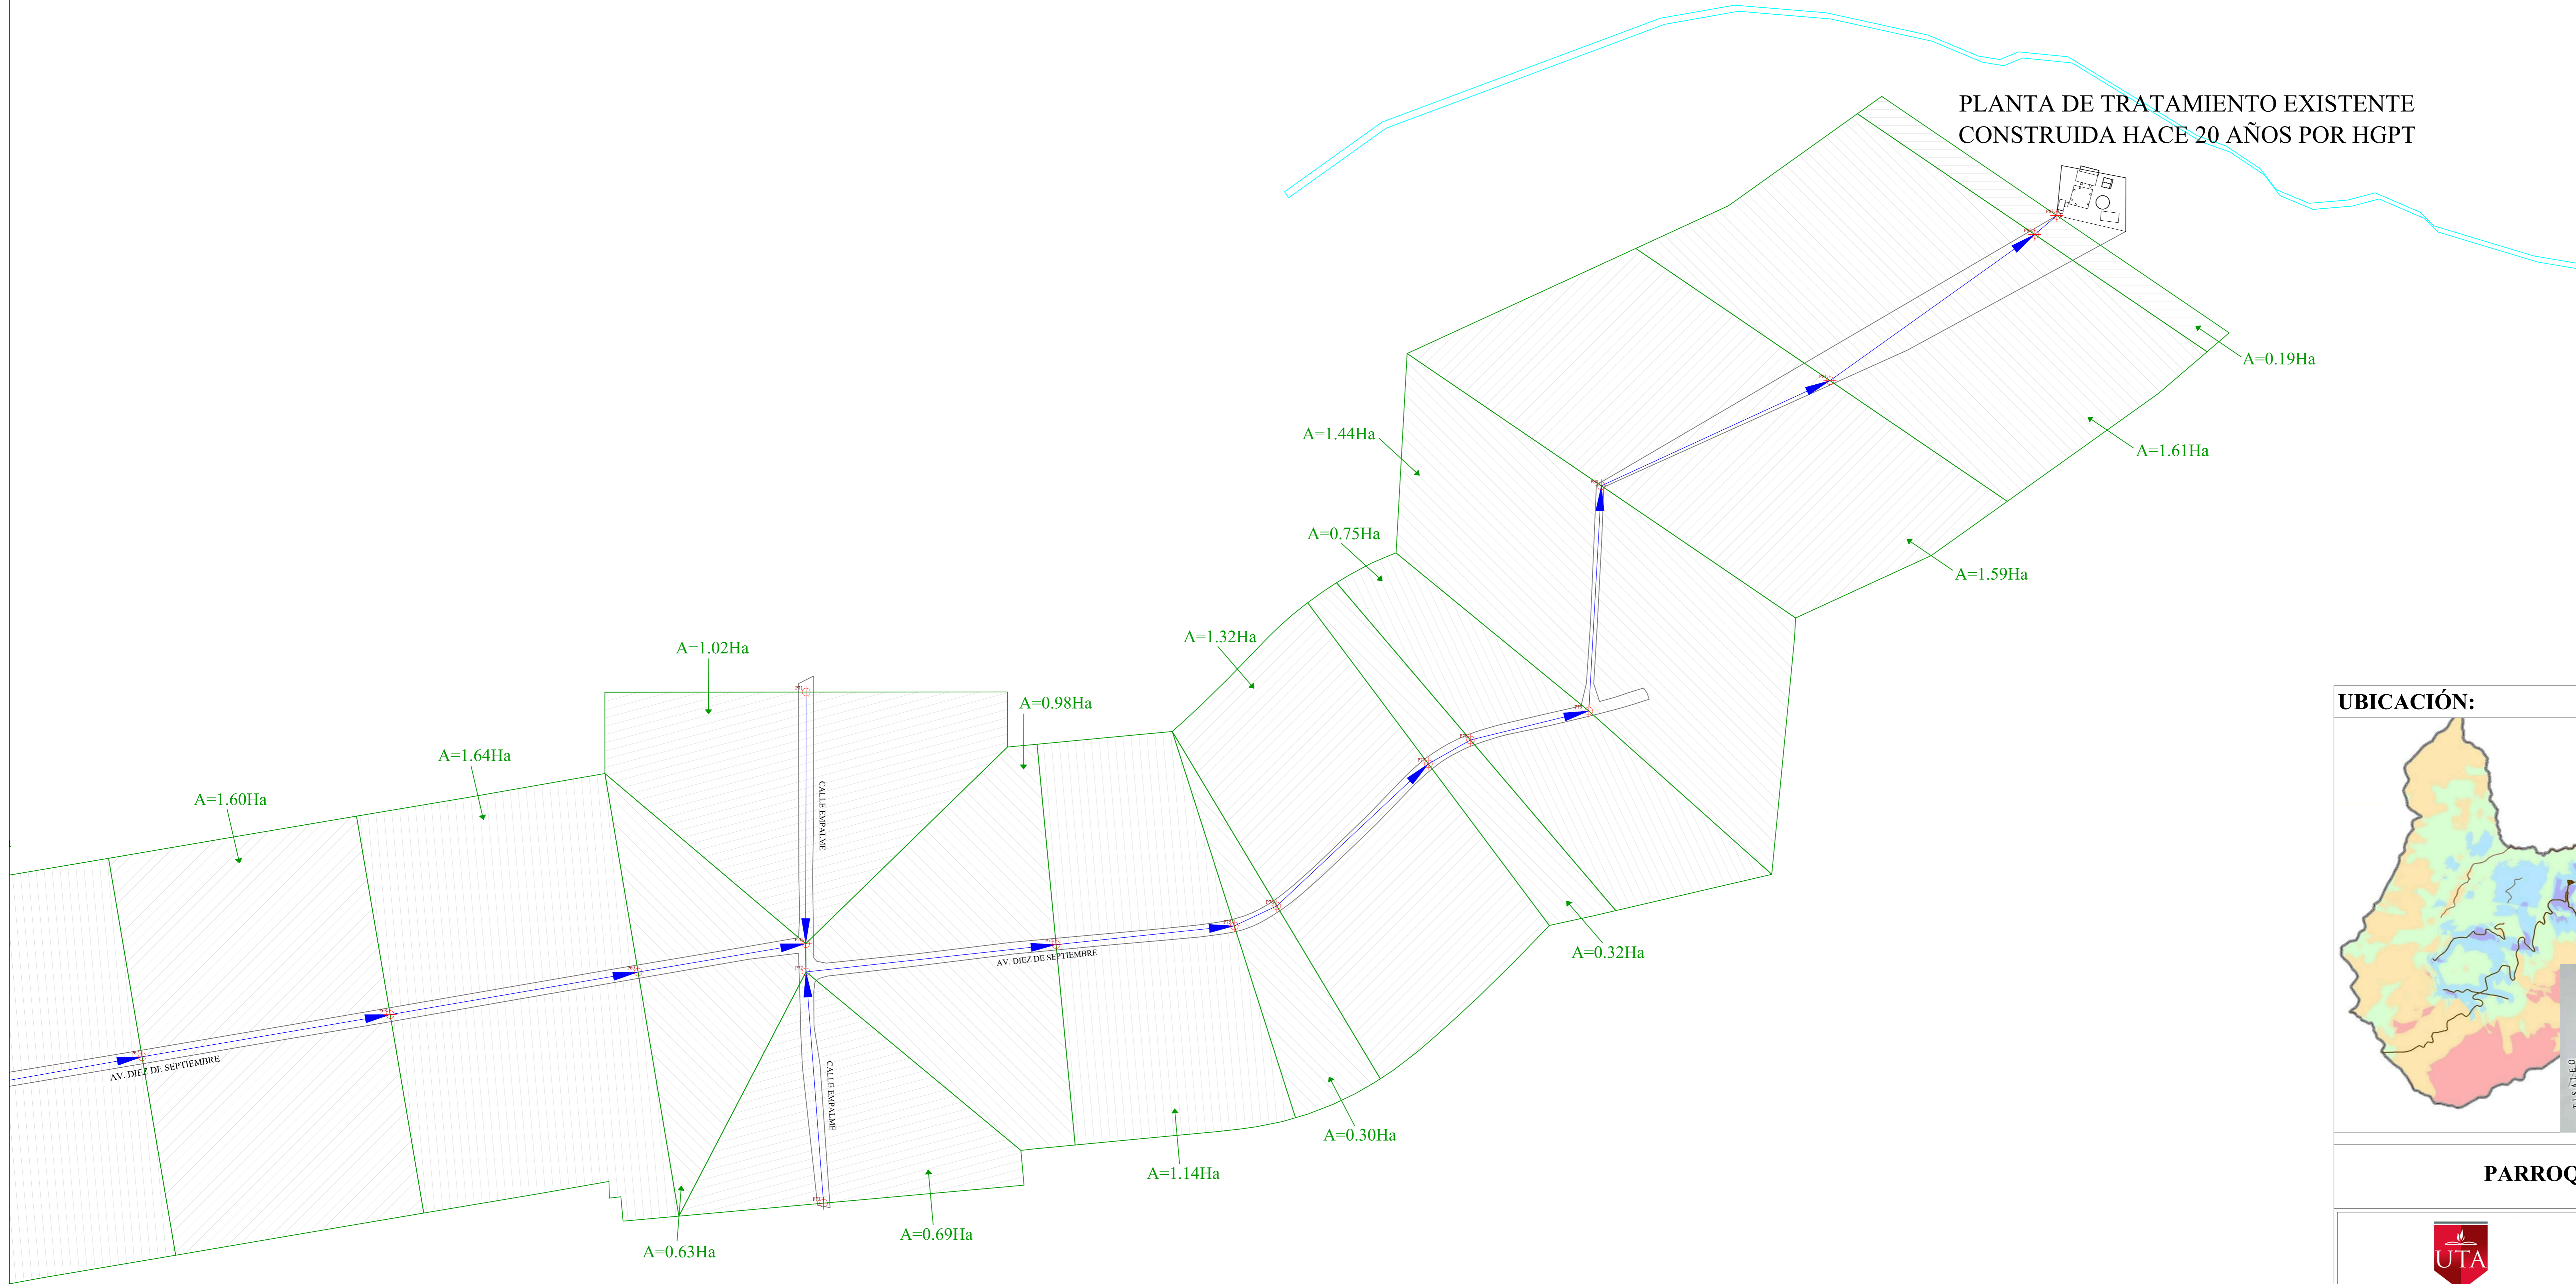 PLANTA DE TRATAMIENTO EXISTENTE
CONSTRUIDA HACE 20 AÑOS POR HGPT
A=0.19Ha
A=1.44Ha
A=1.61Ha
A=0.75Ha
A=1.59Ha
A=1.32Ha
A=1.02Ha
A=0.98Ha
A=1.64Ha
A=1.60Ha
CALLE EMPALME
AV. DIEZ DE SEPTIEMBRE
AV. DIEZ DE SEPTIEMBRE
CALLE EMPALME
A=0.32Ha
A=0.30Ha
A=1.14Ha
A=0.69Ha
A=0.63Ha
UBICACIÓN:
TISALEO
PARROQ
UTA